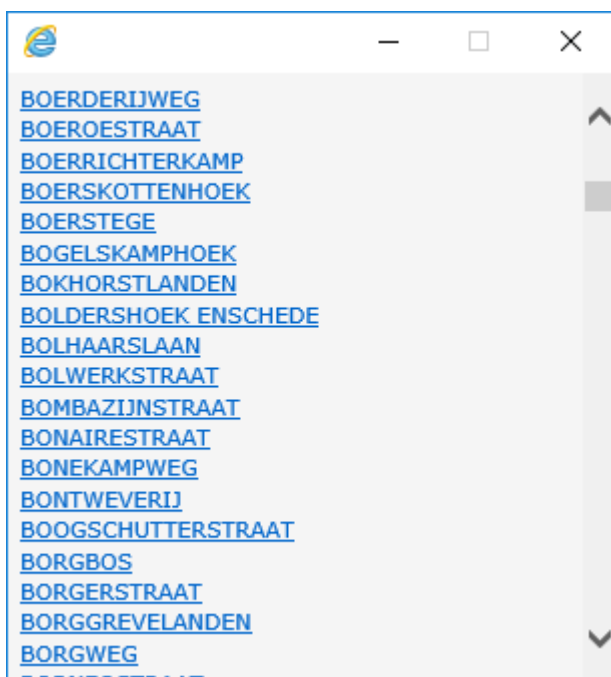 BOERDERIJWEG
BOEROESTRAAT
BOERRICHTERKAMP
BOERSKOTTENHOEK
BOERSTEGE
BOGELSKAMPHOEK
BOKHORSTLANDEN
BOLDERSHOEK ENSCHEDE
BOLHAARSLAAN
BOLWERKSTRAAT
BOMBAZIJNSTRAAT
BONAIRESTRAAT
BONEKAMPWEG
BONTWEVERIJ
BOOGSCHUTTERSTRAAT
BORGBOS
BORGERSTRAAT
BORGGREVELANDEN
BORGWEG